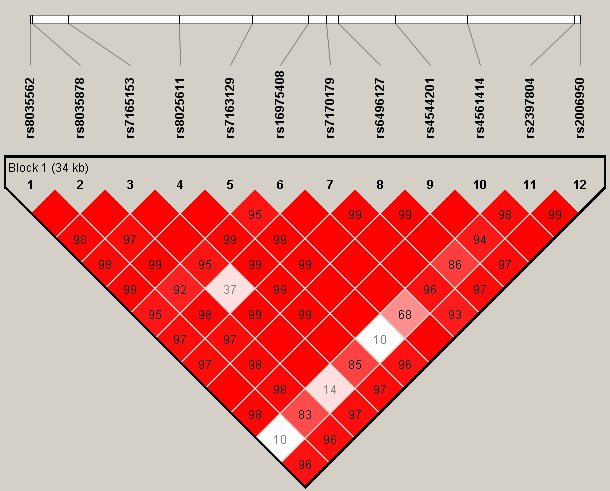 rs8035562
rs8035878
rs7165153
rs8025611
rs7163129
rs16975408
rs7170179
rs6496127
rs4544201
rs4561414
rs2397804
rs2006950
Block 1 (34 kb)
1 2 3 4 5 6 7 8 9 10 11 12
95 99 99 98 99
98 97 99 99 94
98 99 95 99 99 86 97
99 92 37 99 96 97
95 98 99 99 68 93
97 97 10
97 98 85 96
98 98 14 97
98 83 97
10 96
96